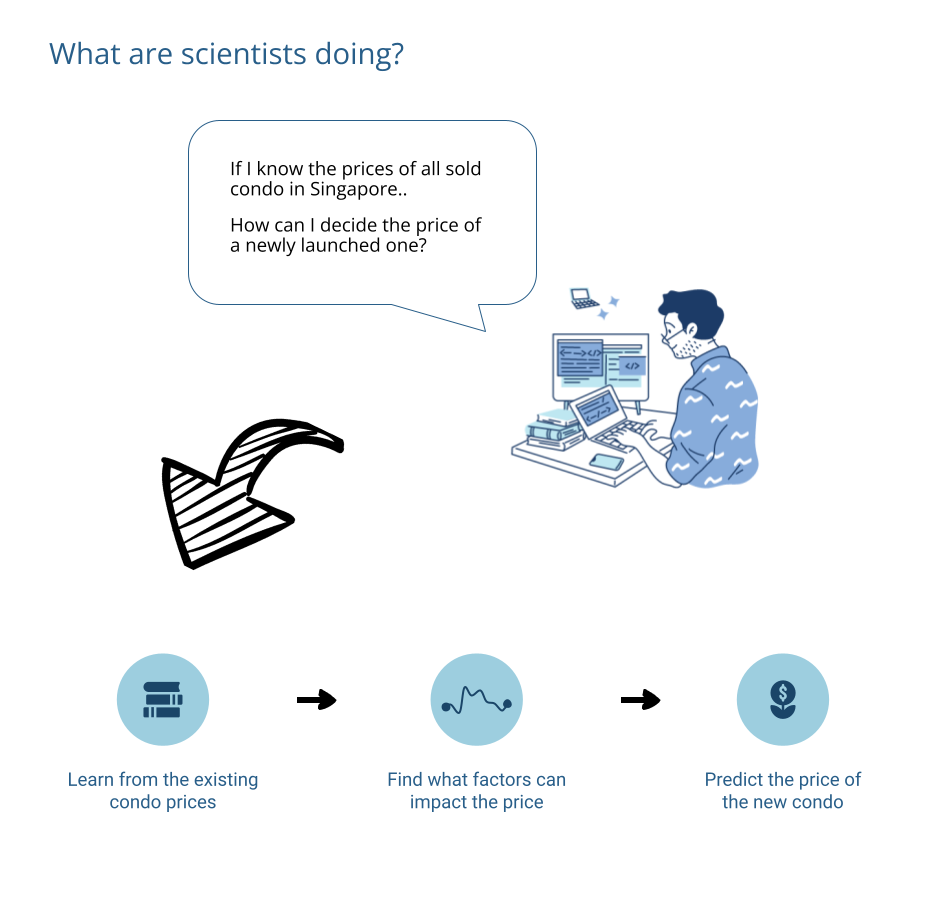 What are scientists doing?
If I know the prices of all sold
condo in Singapore..
How can I decide the price of
a newly launched one?
<-->
</>
</>
<-/->
$
Learn from the existing
condo prices
Find what factors can
impact the price
Predict the price of
the new condo